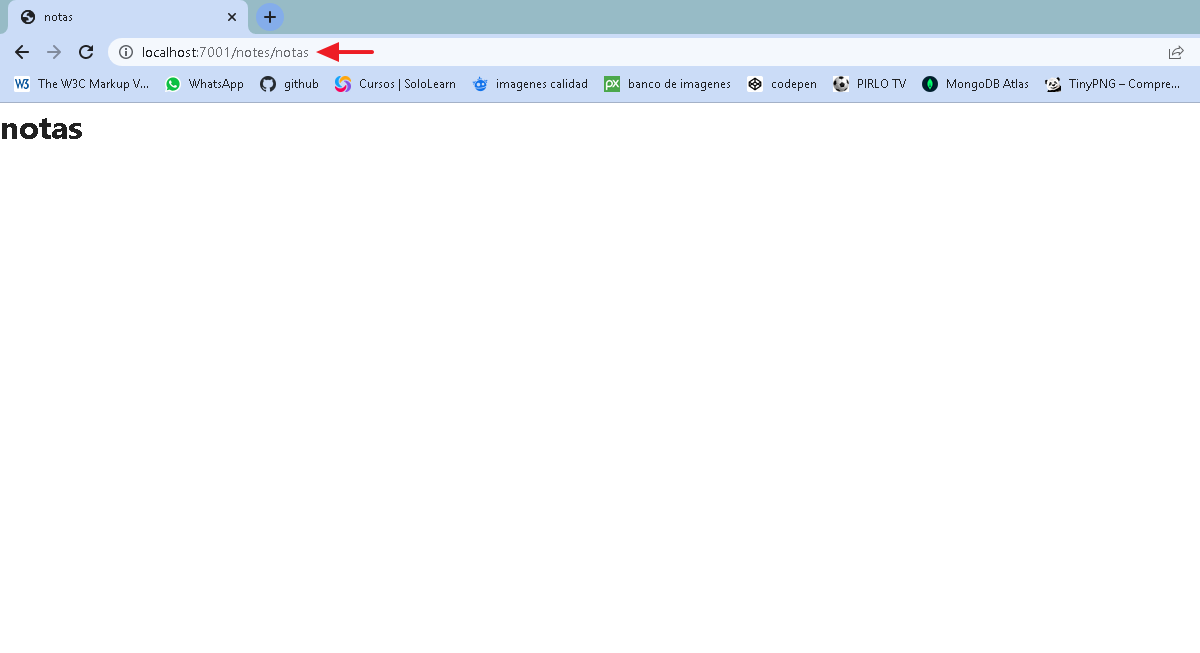 notas
localhost:7001/notes/notas
The W3C Markup V... WhatsApp github Cursos | SoloLearn imagenes calidad banco de imagenes codepen PIRLO TV MongoDB Atlas TinyPNG – Compre...
notas